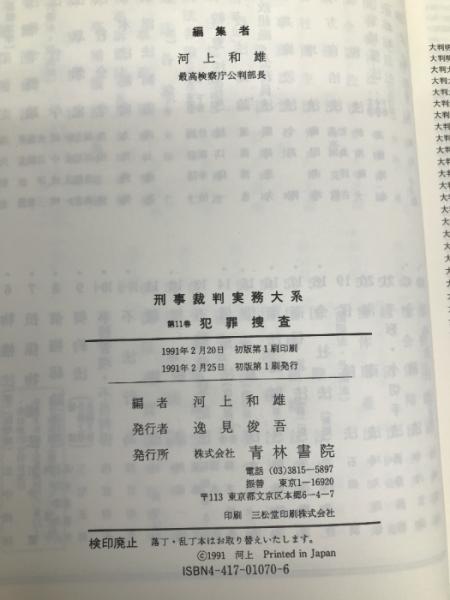 編集者
河上和雄
最高検察庁公判部長
刑事裁判実務大系
第11巻 犯罪捜査
1991年2月20日 初版第1刷印刷
1991年2月25日 初版第1刷発行
編者 河上和雄
発行者 逸見俊吾
発行所 株式会社 青林書院
電話 (03)3815-5897
振替 東京1-16920
〒113 東京都文京区本郷6-4-7
印刷 三松堂印刷株式会社
検印廃止 落丁・乱丁本はお取り替えいたします。
©1991 河上 Printed in Japan
ISBN4-417-01070-6